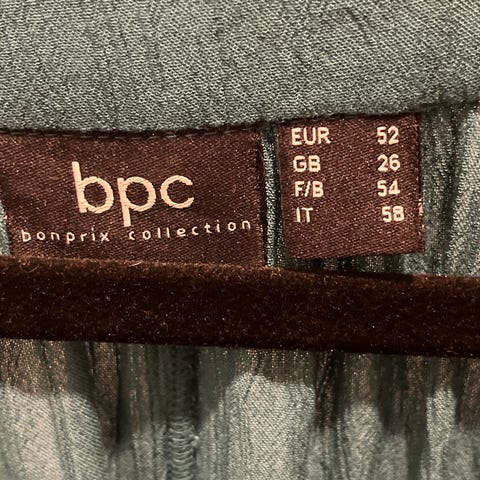 bpc
bonprix collection
EUR 52
GB 26
F/B 54
IT 58